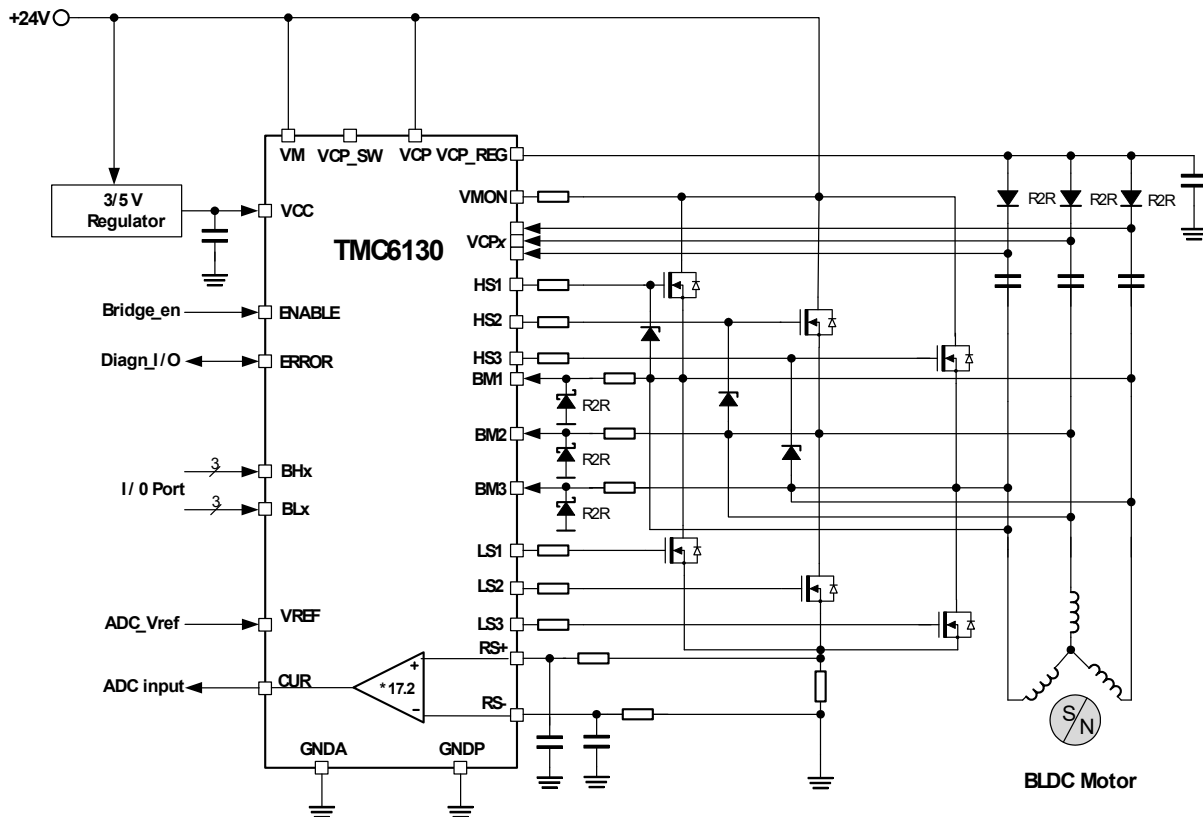 +24V
VM
VCP_SW
VCP
VCP_REG
3/5 V
Regulator
VCC
VMON
R2R
R2R
R2R
TMC6130
VCPx
HS1
Bridge_en
ENABLE
HS2
Diagn_I/O
ERROR
HS3
BM1
R2R
BM2
R2R
BM3
R2R
3
BHx
I/0 Port
3
BLx
LS1
LS2
ADC_Vref
VREF
LS3
RS+
ADC input
CUR
+
*17.2
−
RS-
S
N
GNDA
GNDP
BLDC Motor